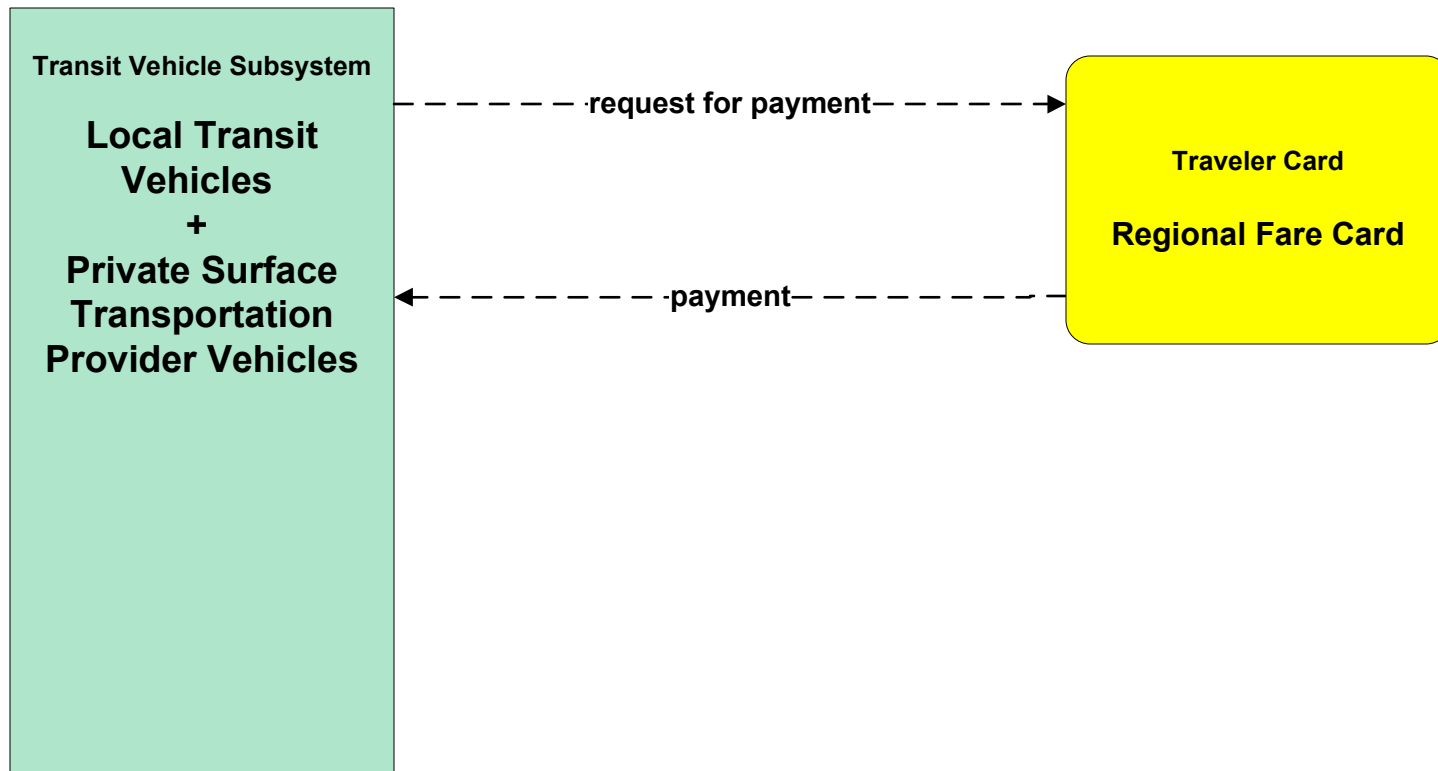 Transit Vehicle Subsystem
Local Transit
Vehicles
+
Private Surface
Transportation
Provider Vehicles
request for payment
payment
Traveler Card
Regional Fare Card